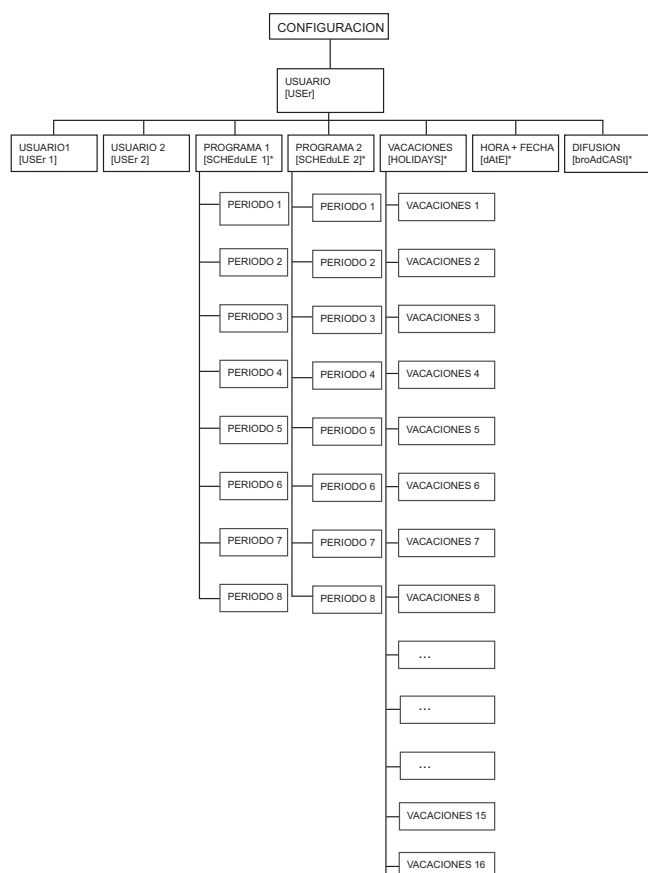 CONFIGURACION
USUARIO
[USEr]
USUARIO1
[USEr 1]
USUARIO 2
[USEr 2]
PROGRAMA 1
[SCHEduLE 1]*
PROGRAMA 2
[SCHEduLE 2]*
VACACIONES
[HOLIDAYS]*
HORA + FECHA
[dAtE]*
DIFUSION
[broAdCASt]*
PERIODO 1
PERIODO 1
VACACIONES 1
PERIODO 2
PERIODO 2
VACACIONES 2
PERIODO 3
PERIODO 3
VACACIONES 3
PERIODO 4
PERIODO 4
VACACIONES 4
PERIODO 5
PERIODO 5
VACACIONES 5
PERIODO 6
PERIODO 6
VACACIONES 6
PERIODO 7
PERIODO 7
VACACIONES 7
PERIODO 8
PERIODO 8
VACACIONES 8
...
...
...
VACACIONES 15
VACACIONES 16